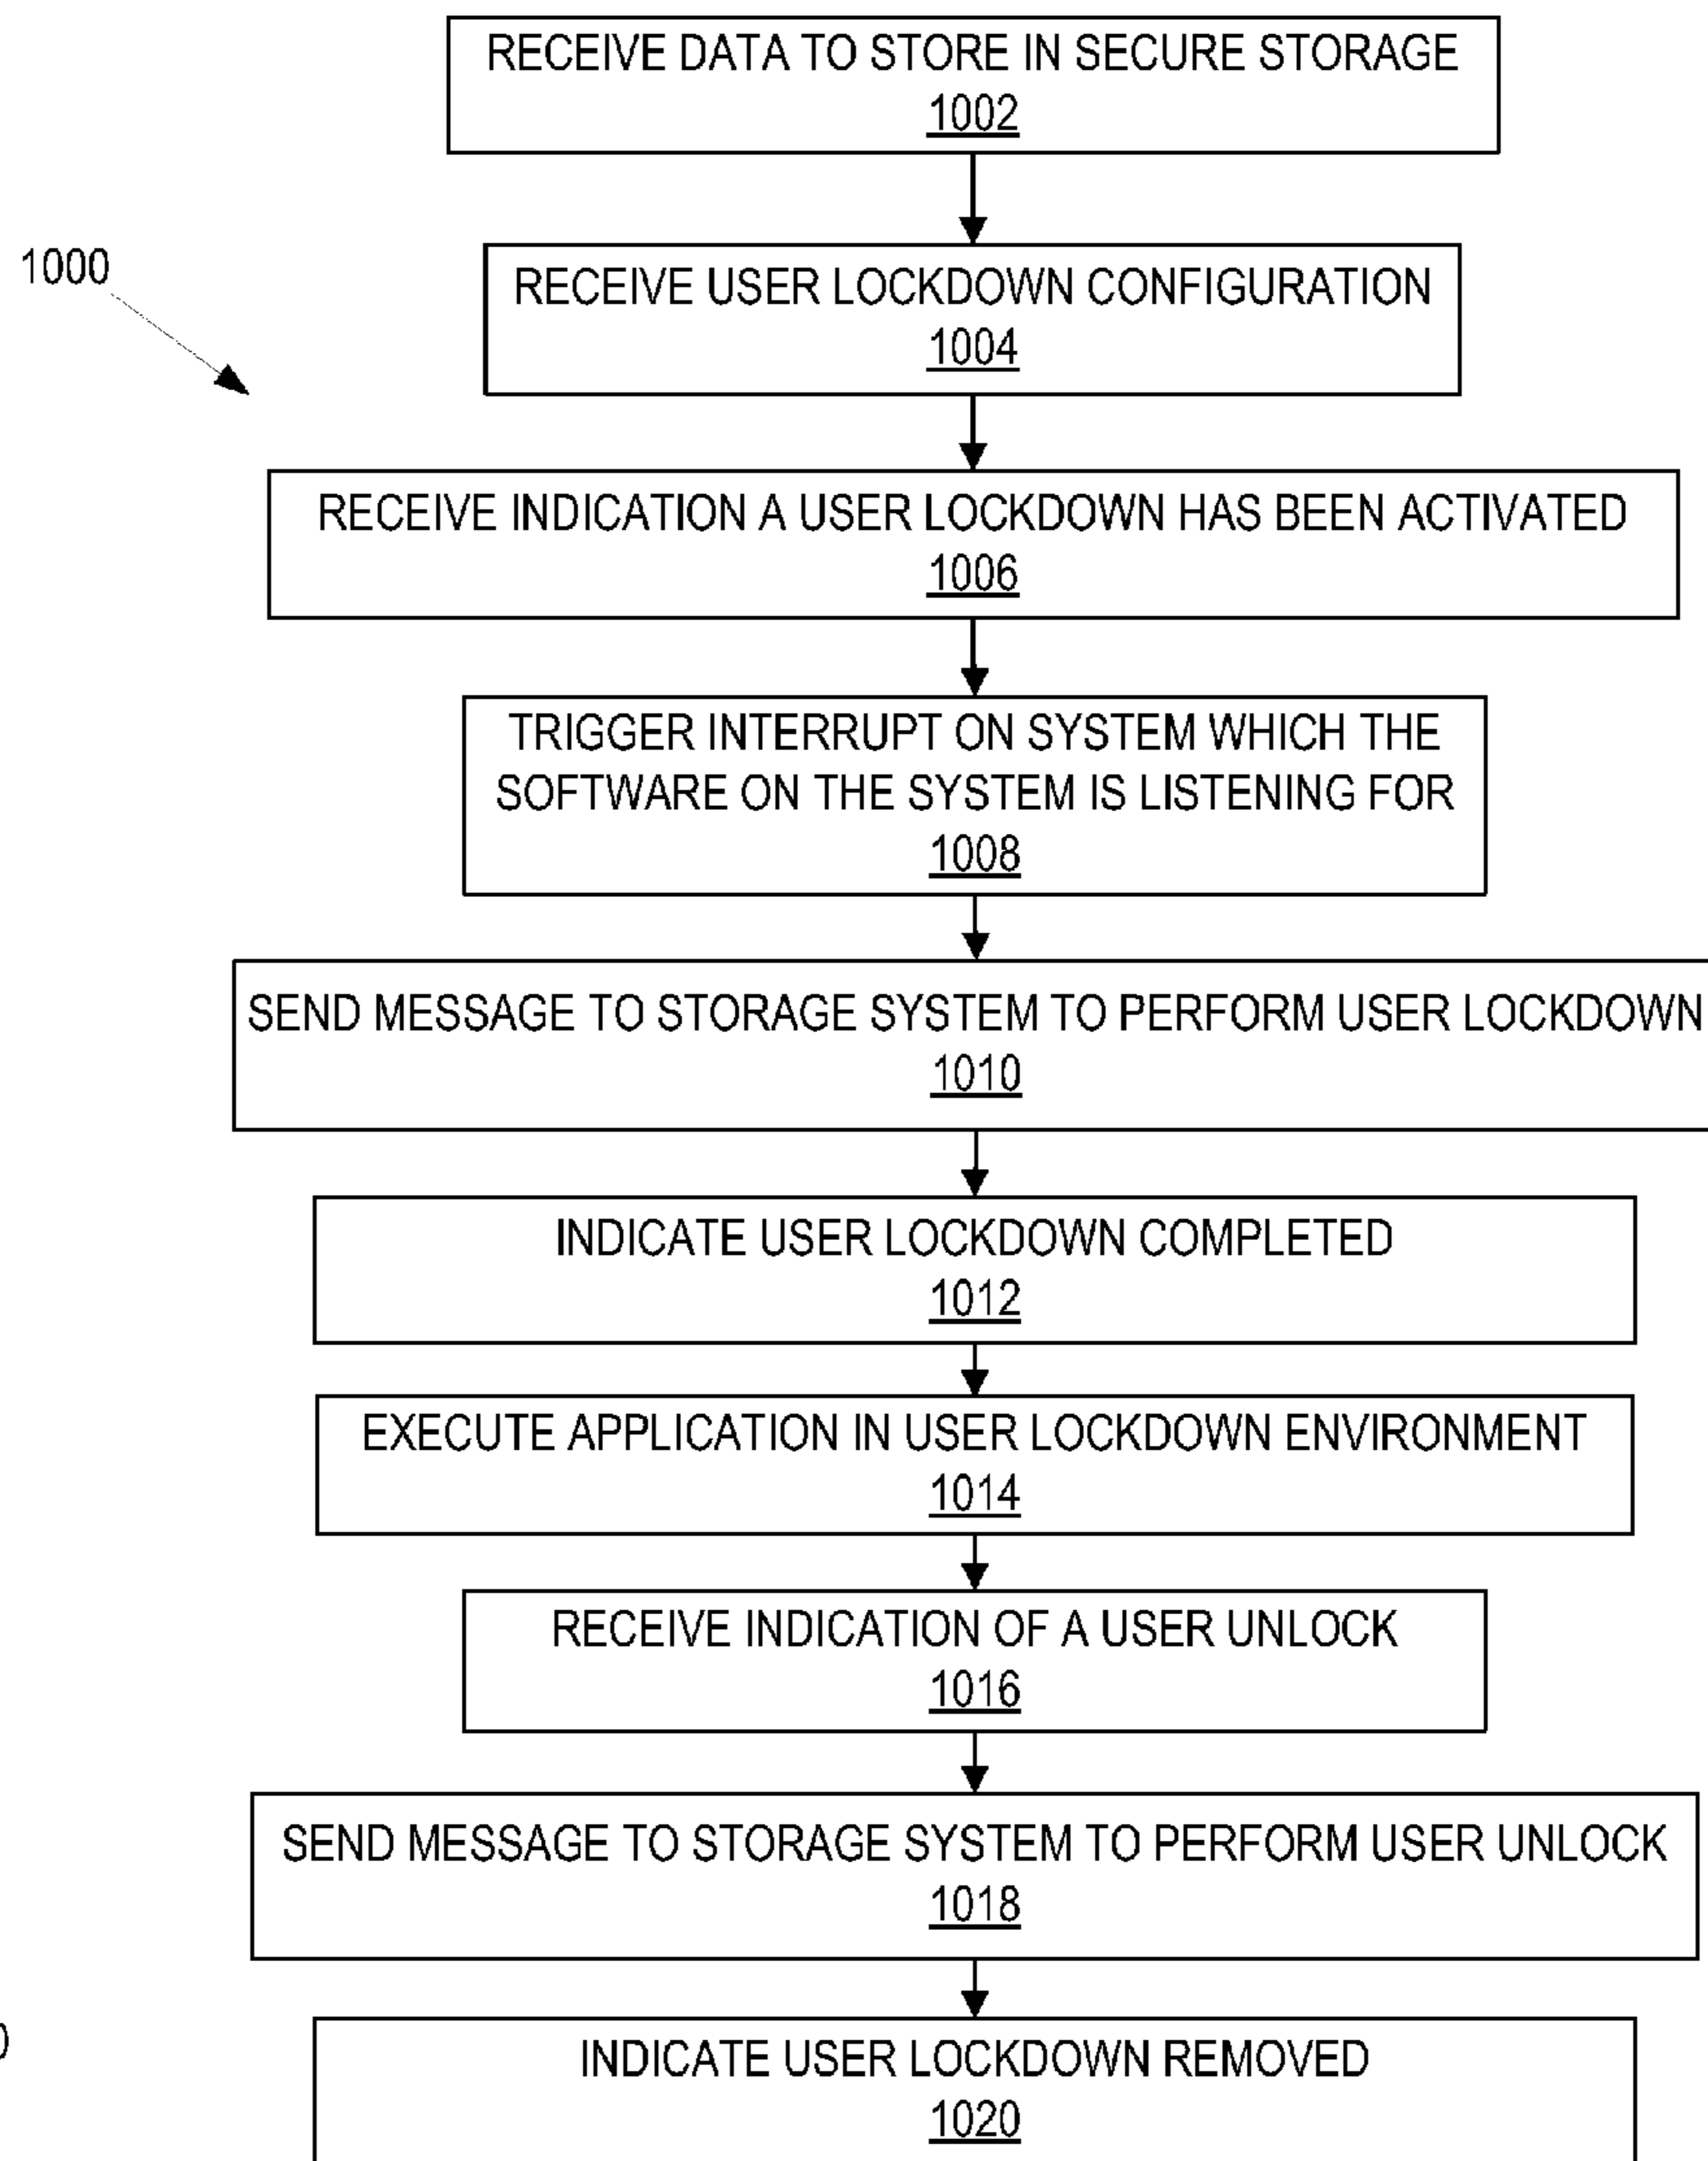 RECEIVE DATA TO STORE IN SECURE STORAGE
1002
1000
RECEIVE USER LOCKDOWN CONFIGURATION
1004
RECEIVE INDICATION A USER LOCKDOWN HAS BEEN ACTIVATED
1006
TRIGGER INTERRUPT ON SYSTEM WHICH THE
SOFTWARE ON THE SYSTEM IS LISTENING FOR
1008
SEND MESSAGE TO STORAGE SYSTEM TO PERFORM USER LOCKDOWN
1010
INDICATE USER LOCKDOWN COMPLETED
1012
EXECUTE APPLICATION IN USER LOCKDOWN ENVIRONMENT
1014
RECEIVE INDICATION OF A USER UNLOCK
1016
SEND MESSAGE TO STORAGE SYSTEM TO PERFORM USER UNLOCK
1018
INDICATE USER LOCKDOWN REMOVED
1020